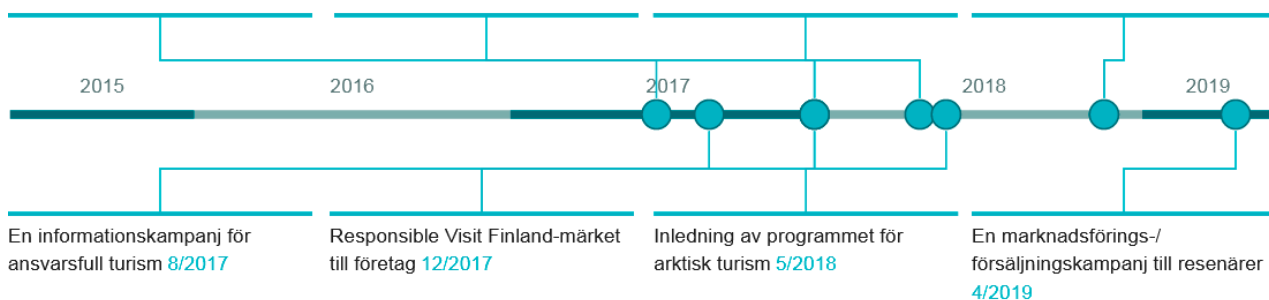 2015
2016
2017
2018
2019
En informationskampanj för
ansvarsfull turism 8/2017
Responsible Visit Finland-märket
till företag 12/2017
Inledning av programmet för
arktisk turism 5/2018
En marknadsförings-/
försäljningskampanj till resenärer
4/2019